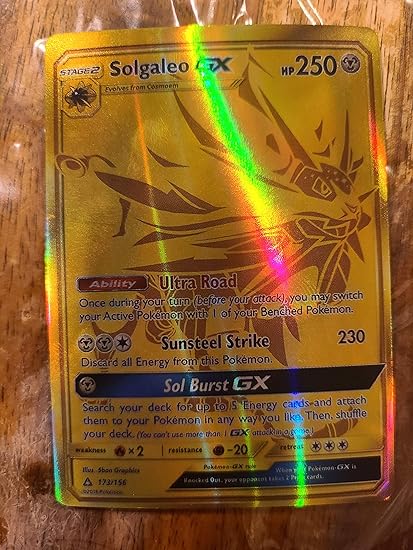 STAGE 2 Solgaleo GX HP 250
Evolves from Cosmoem
Ability Ultra Road
Once during your turn (before your attack), you may switch
your Active Pokémon with 1 of your Benched Pokémon.
Sunsteel Strike 230
Discard all Energy from this Pokémon.
Sol Burst GX
Search your deck for up to 5 Energy cards and attach
them to your Pokémon in any way you like. Then, shuffle
your deck. (You can't use more than 1 GX attack in a game.)
weakness × 2 resistance -20 retreat
Illus. 5ban Graphics
Pokémon-GX rule
When your Pokémon-GX is
Knocked Out, your opponent takes 2 Prize cards.
173/156
©2018 Pokémon